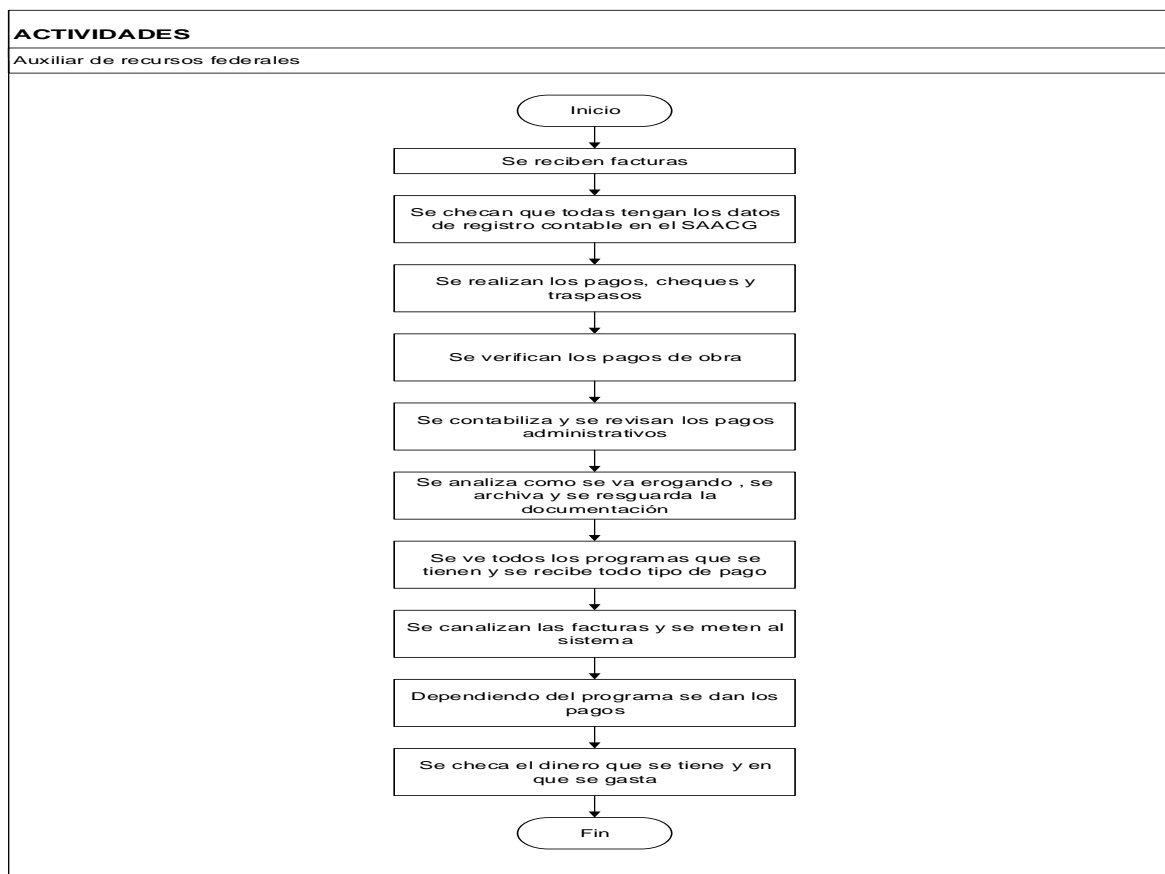 ACTIVIDADES
Auxiliar de recursos federales
Inicio
Se reciben facturas
Se checan que todas tengan los datos
de registro contable en el SAACG
Se realizan los pagos, cheques y
traspasos
Se verifican los pagos de obra
Se contabiliza y se revisan los pagos
administrativos
Se analiza como se va erogando , se
archiva y se resguarda la
documentación
Se ve todos los programas que se
tienen y se recibe todo tipo de pago
Se canalizan las facturas y se meten al
sistema
Dependiendo del programa se dan los
pagos
Se checa el dinero que se tiene y en
que se gasta
Fin